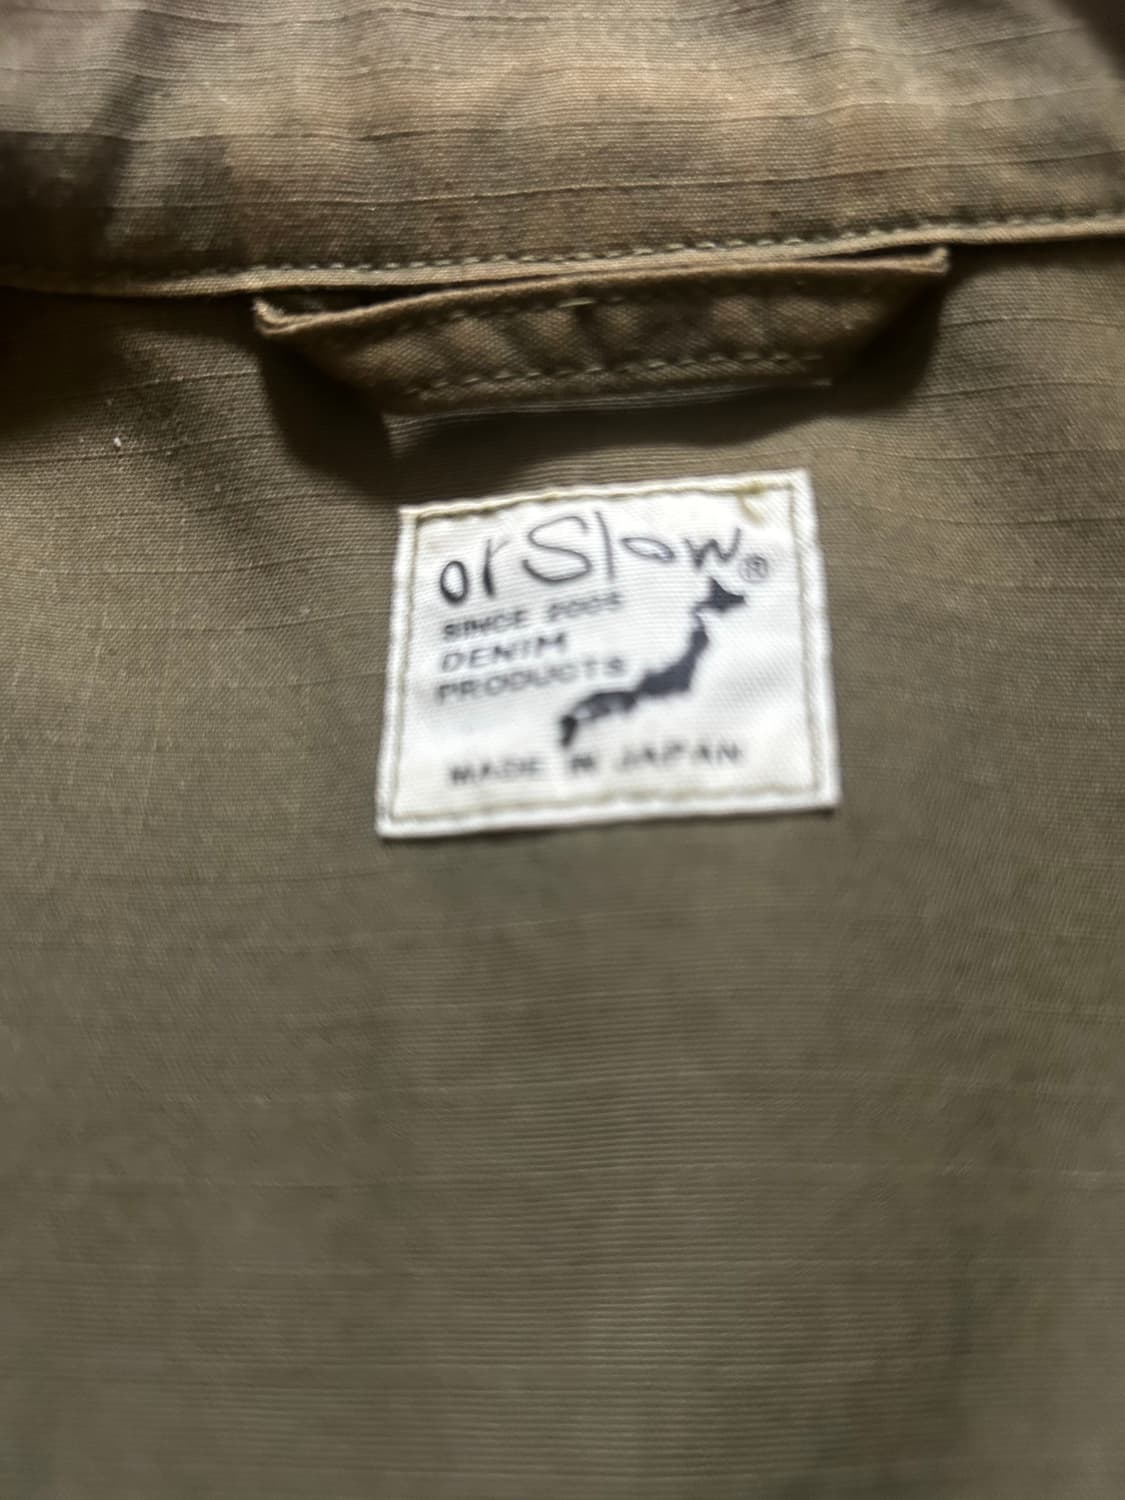 orSlow®
SINCE 2005
DENIM
PRODUCTS
MADE IN JAPAN